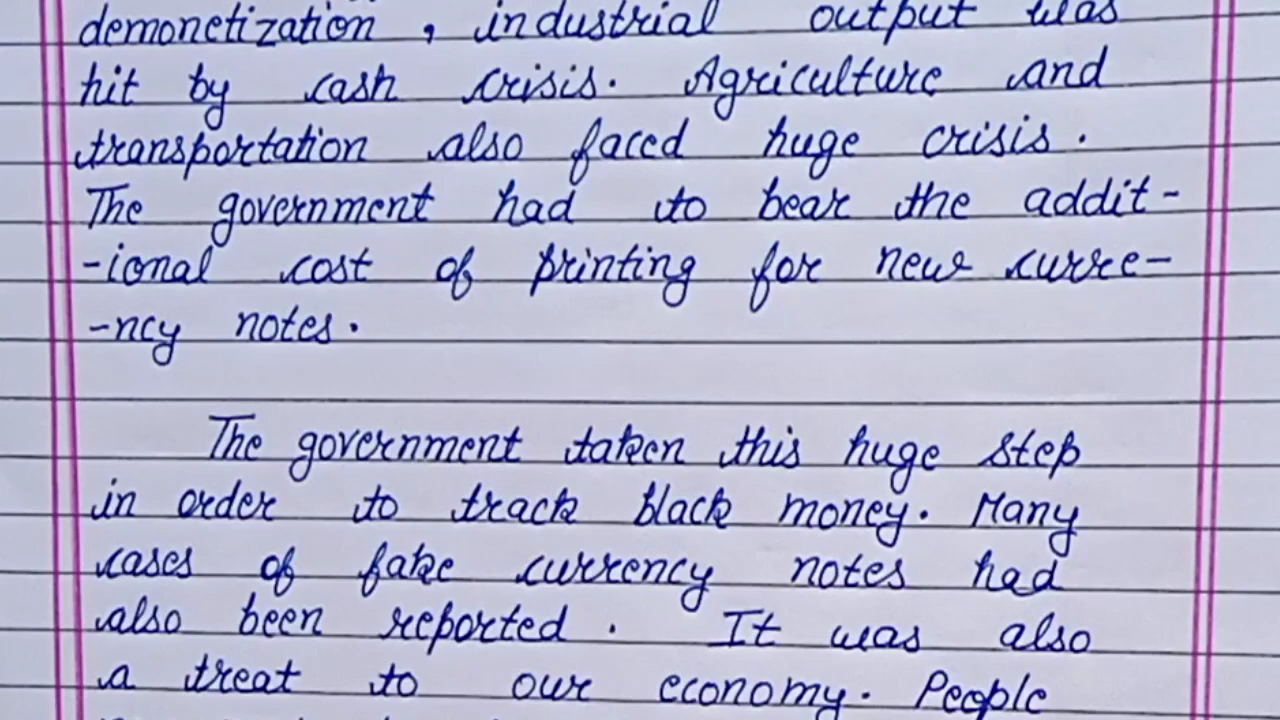 demonetization, industrial output was
hit by cash crisis. Agriculture and
transportation also faced huge crisis.
The government had to bear the addit-
-ional cost of printing for new curre-
-ncy notes.
The government taken this huge step
in order to track black money. Many
cases of fake currency notes had
also been reported. It was also
a treat to our economy. People